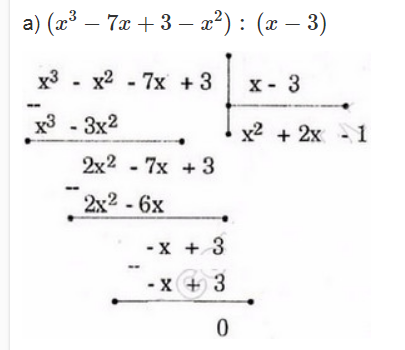 a) (x³ − 7x + 3 − x²) : (x − 3)
x³ - x² - 7x + 3 x - 3
--
x³ - 3x² x² + 2x - 1
2x² - 7x + 3
--
2x² - 6x
- x + 3
--
- x + 3
0